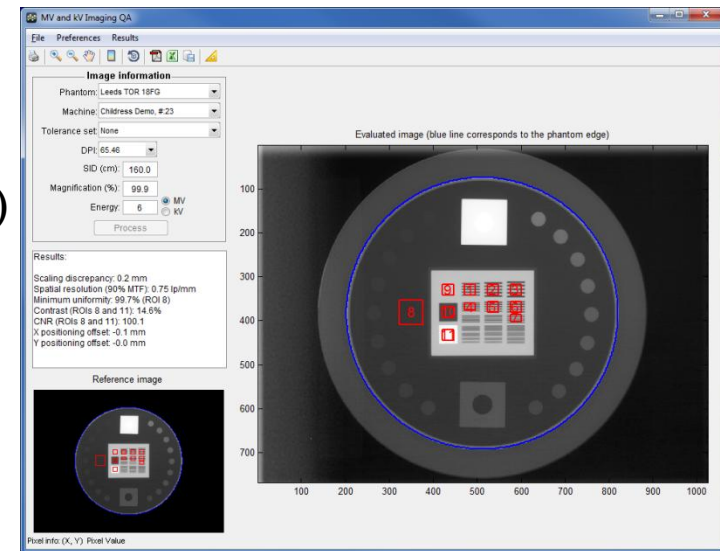 MV and kV Imaging QA
File Preferences Results
Image information
Phantom: Leeds TOR 18FG
Machine: Childress Demo, #:23
Tolerance set: None
DPI: 65.46
SID (cm): 160.0
Magnification (%): 99.9
Energy: 6 MV
kV
Process
Results:
Scaling discrepancy: 0.2 mm
Spatial resolution (90% MTF): 0.75 lp/mm
Minimum uniformity: 99.7% (ROI 8)
Contrast (ROIs 8 and 11): 14.6%
CNR (ROIs 8 and 11): 100.1
X positioning offset: -0.1 mm
Y positioning offset: -0.0 mm
Reference image
Pixel info: (X, Y) Pixel Value
)
Evaluated image (blue line corresponds to the phantom edge)
100
200
300
400
500
600
700
8
9
10
11
1
2
3
100 200 300 400 500 600 700 800 900 1000